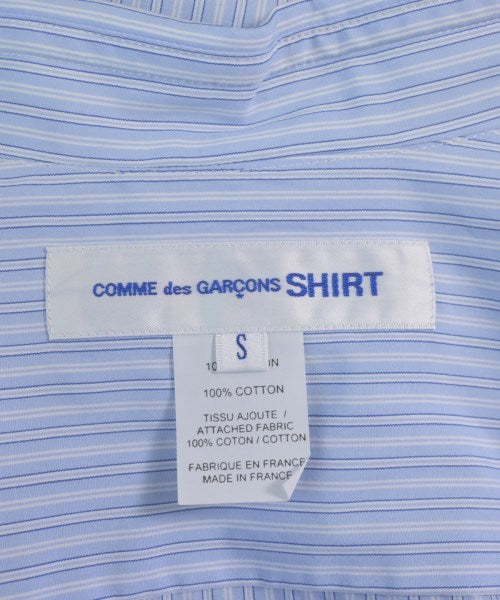 COMME des GARÇONS SHIRT
S
100% COTTON
TISSU AJOUTE /
ATTACHED FABRIC
100% COTON / COTTON
FABRIQUE EN FRANCE
MADE IN FRANCE